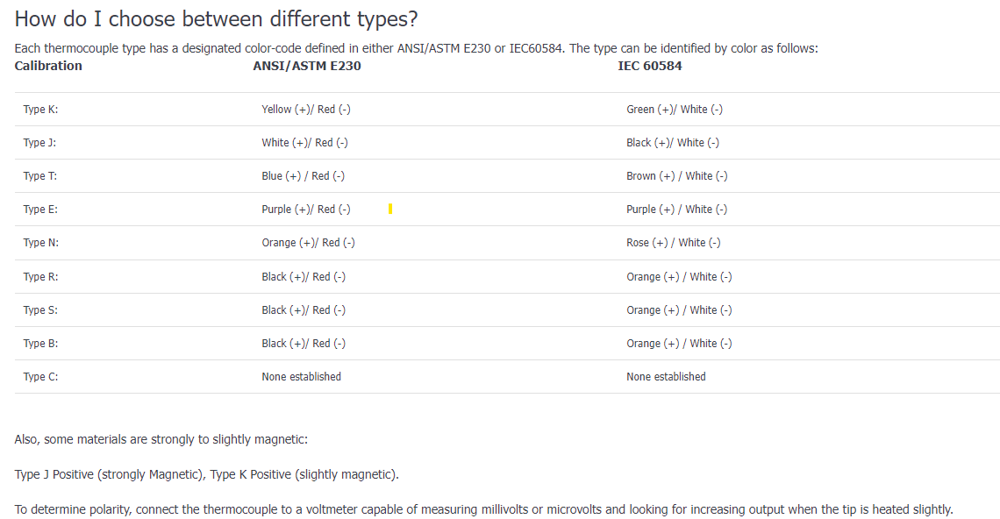 How do I choose between different types?
Each thermocouple type has a designated color-code defined in either ANSI/ASTM E230 or IEC60584. The type can be identified by color as follows:
Calibration ANSI/ASTM E230 IEC 60584
Type K: Yellow (+)/ Red (-) Green (+)/ White (-)
Type J: White (+)/ Red (-) Black (+)/ White (-)
Type T: Blue (+) / Red (-) Brown (+) / White (-)
Type E: Purple (+)/ Red (-) Purple (+) / White (-)
Type N: Orange (+)/ Red (-) Rose (+) / White (-)
Type R: Black (+)/ Red (-) Orange (+) / White (-)
Type S: Black (+)/ Red (-) Orange (+) / White (-)
Type B: Black (+)/ Red (-) Orange (+) / White (-)
Type C: None established None established
Also, some materials are strongly to slightly magnetic:
Type J Positive (strongly Magnetic), Type K Positive (slightly magnetic).
To determine polarity, connect the thermocouple to a voltmeter capable of measuring millivolts or microvolts and looking for increasing output when the tip is heated slightly.